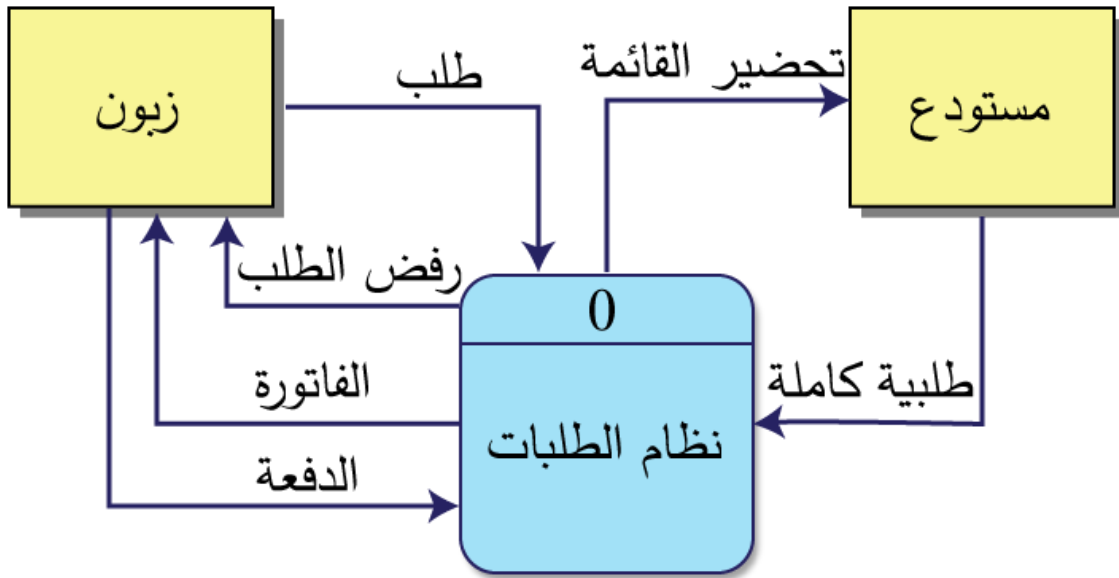 تحضير القائمة
طلب
مستودع
زبون
رفض الطلب
0
طلبية كاملة
الفاتورة
نظام الطلبات
الدفعة